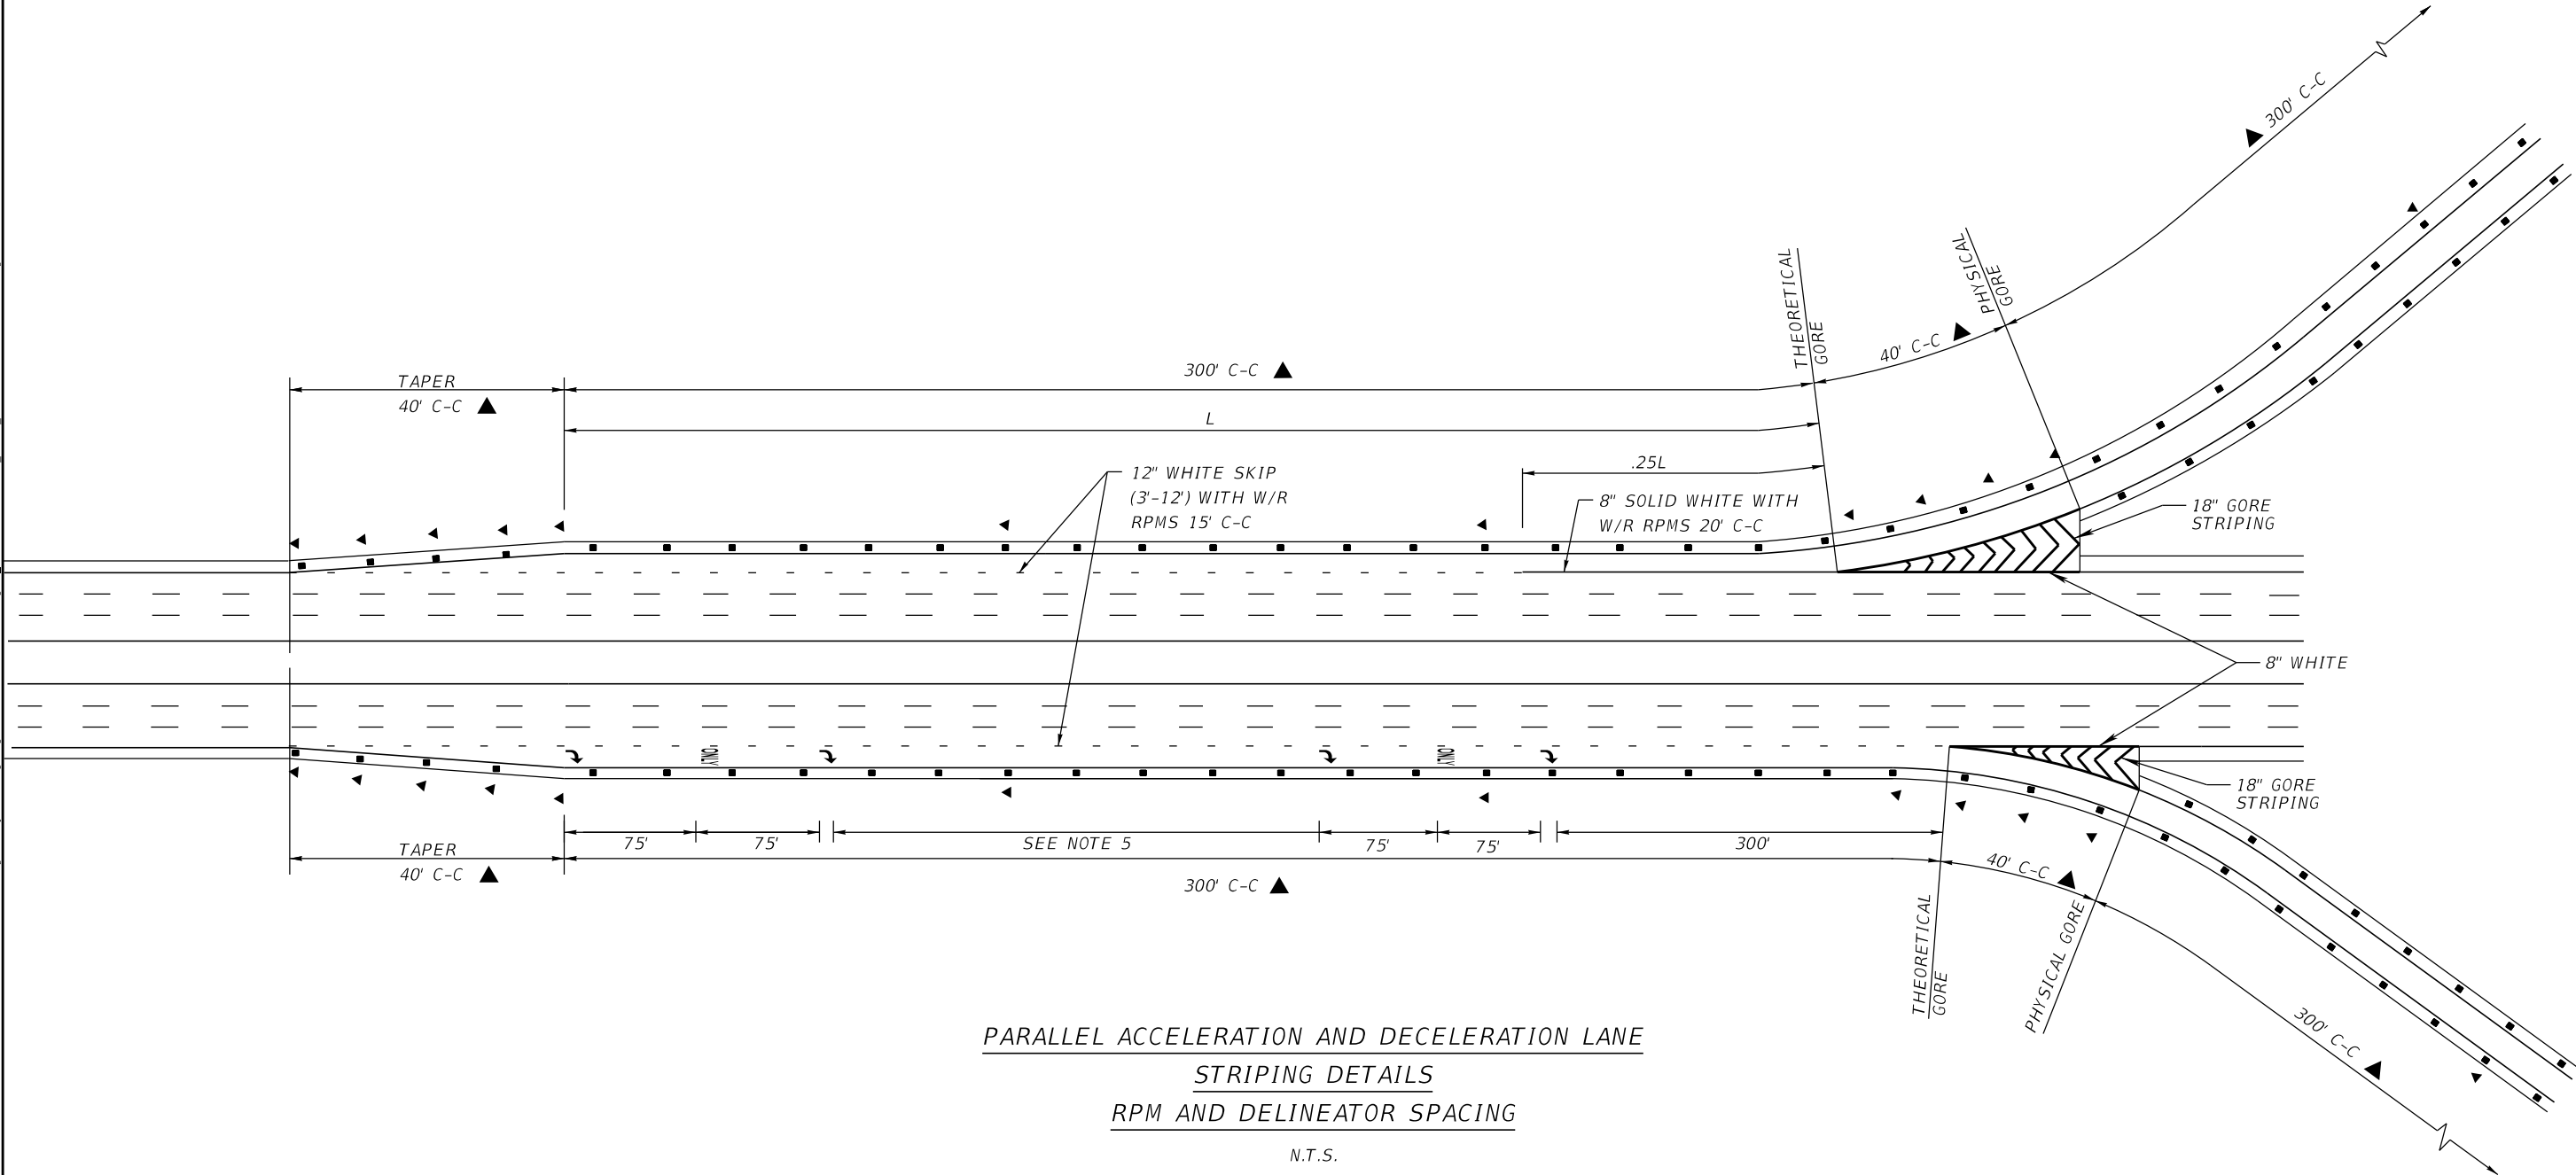 300' C-C
PHYSICAL
GORE
THEORETICAL
GORE
40' C-C
300' C-C
TAPER
40' C-C
L
.25L
12" WHITE SKIP
(3'-12') WITH W/R
RPMS 15' C-C
8" SOLID WHITE WITH
W/R RPMS 20' C-C
18" GORE
STRIPING
8" WHITE
ONLY
ONLY
18" GORE
STRIPING
75'
75'
SEE NOTE 5
75'
75'
300'
TAPER
40' C-C
300' C-C
40' C-C
THEORETICAL
GORE
PHYSICAL GORE
300' C-C
PARALLEL ACCELERATION AND DECELERATION LANE
STRIPING DETAILS
RPM AND DELINEATOR SPACING
N.T.S.